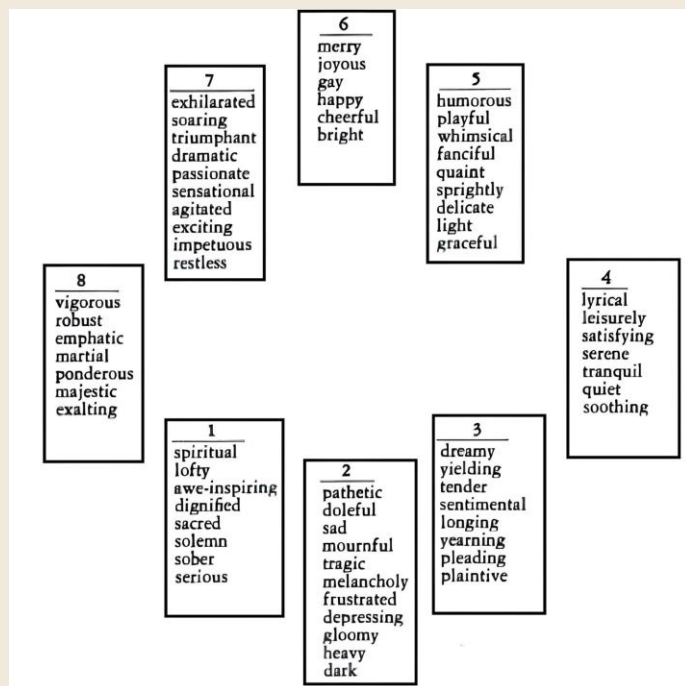 6
merry
joyous
gay
happy
cheerful
bright
7
exhilarated
soaring
triumphant
dramatic
passionate
sensational
agitated
exciting
impetuous
restless
5
humorous
playful
whimsical
fanciful
quaint
sprightly
delicate
light
graceful
8
vigorous
robust
emphatic
martial
ponderous
majestic
exalting
4
lyrical
leisurely
satisfying
serene
tranquil
quiet
soothing
1
spiritual
lofty
awe-inspiring
dignified
sacred
solemn
sober
serious
2
pathetic
doleful
sad
mournful
tragic
melancholy
frustrated
depressing
gloomy
heavy
dark
3
dreamy
yielding
tender
sentimental
longing
yearning
pleading
plaintive